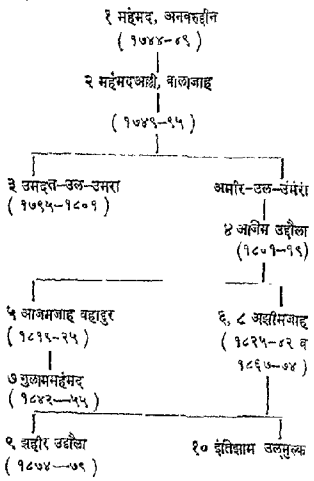 १ महंमद, अनवरुद्दीन
( १७४४-४९ )
२ महंमदअल्ली, वालाजाह
( १७४९-९५ )
३ उमदत-उल-उमरा
( १७९५-१८०१ )
अमीर-उल-उमरा
४ आजिम उद्दौला
(१८०१-१९)
५ आजमजाह बहादुर
( १८१९-२५ )
६, ८ अझीमजाह
( १८२५-४२ व
१८६७-७४ )
७ गुलाममहंमद
( १८४२-५५ )
९ झहीर उद्दौला
( १८७४-७९ )
१० इंतिझाम उलमुल्क